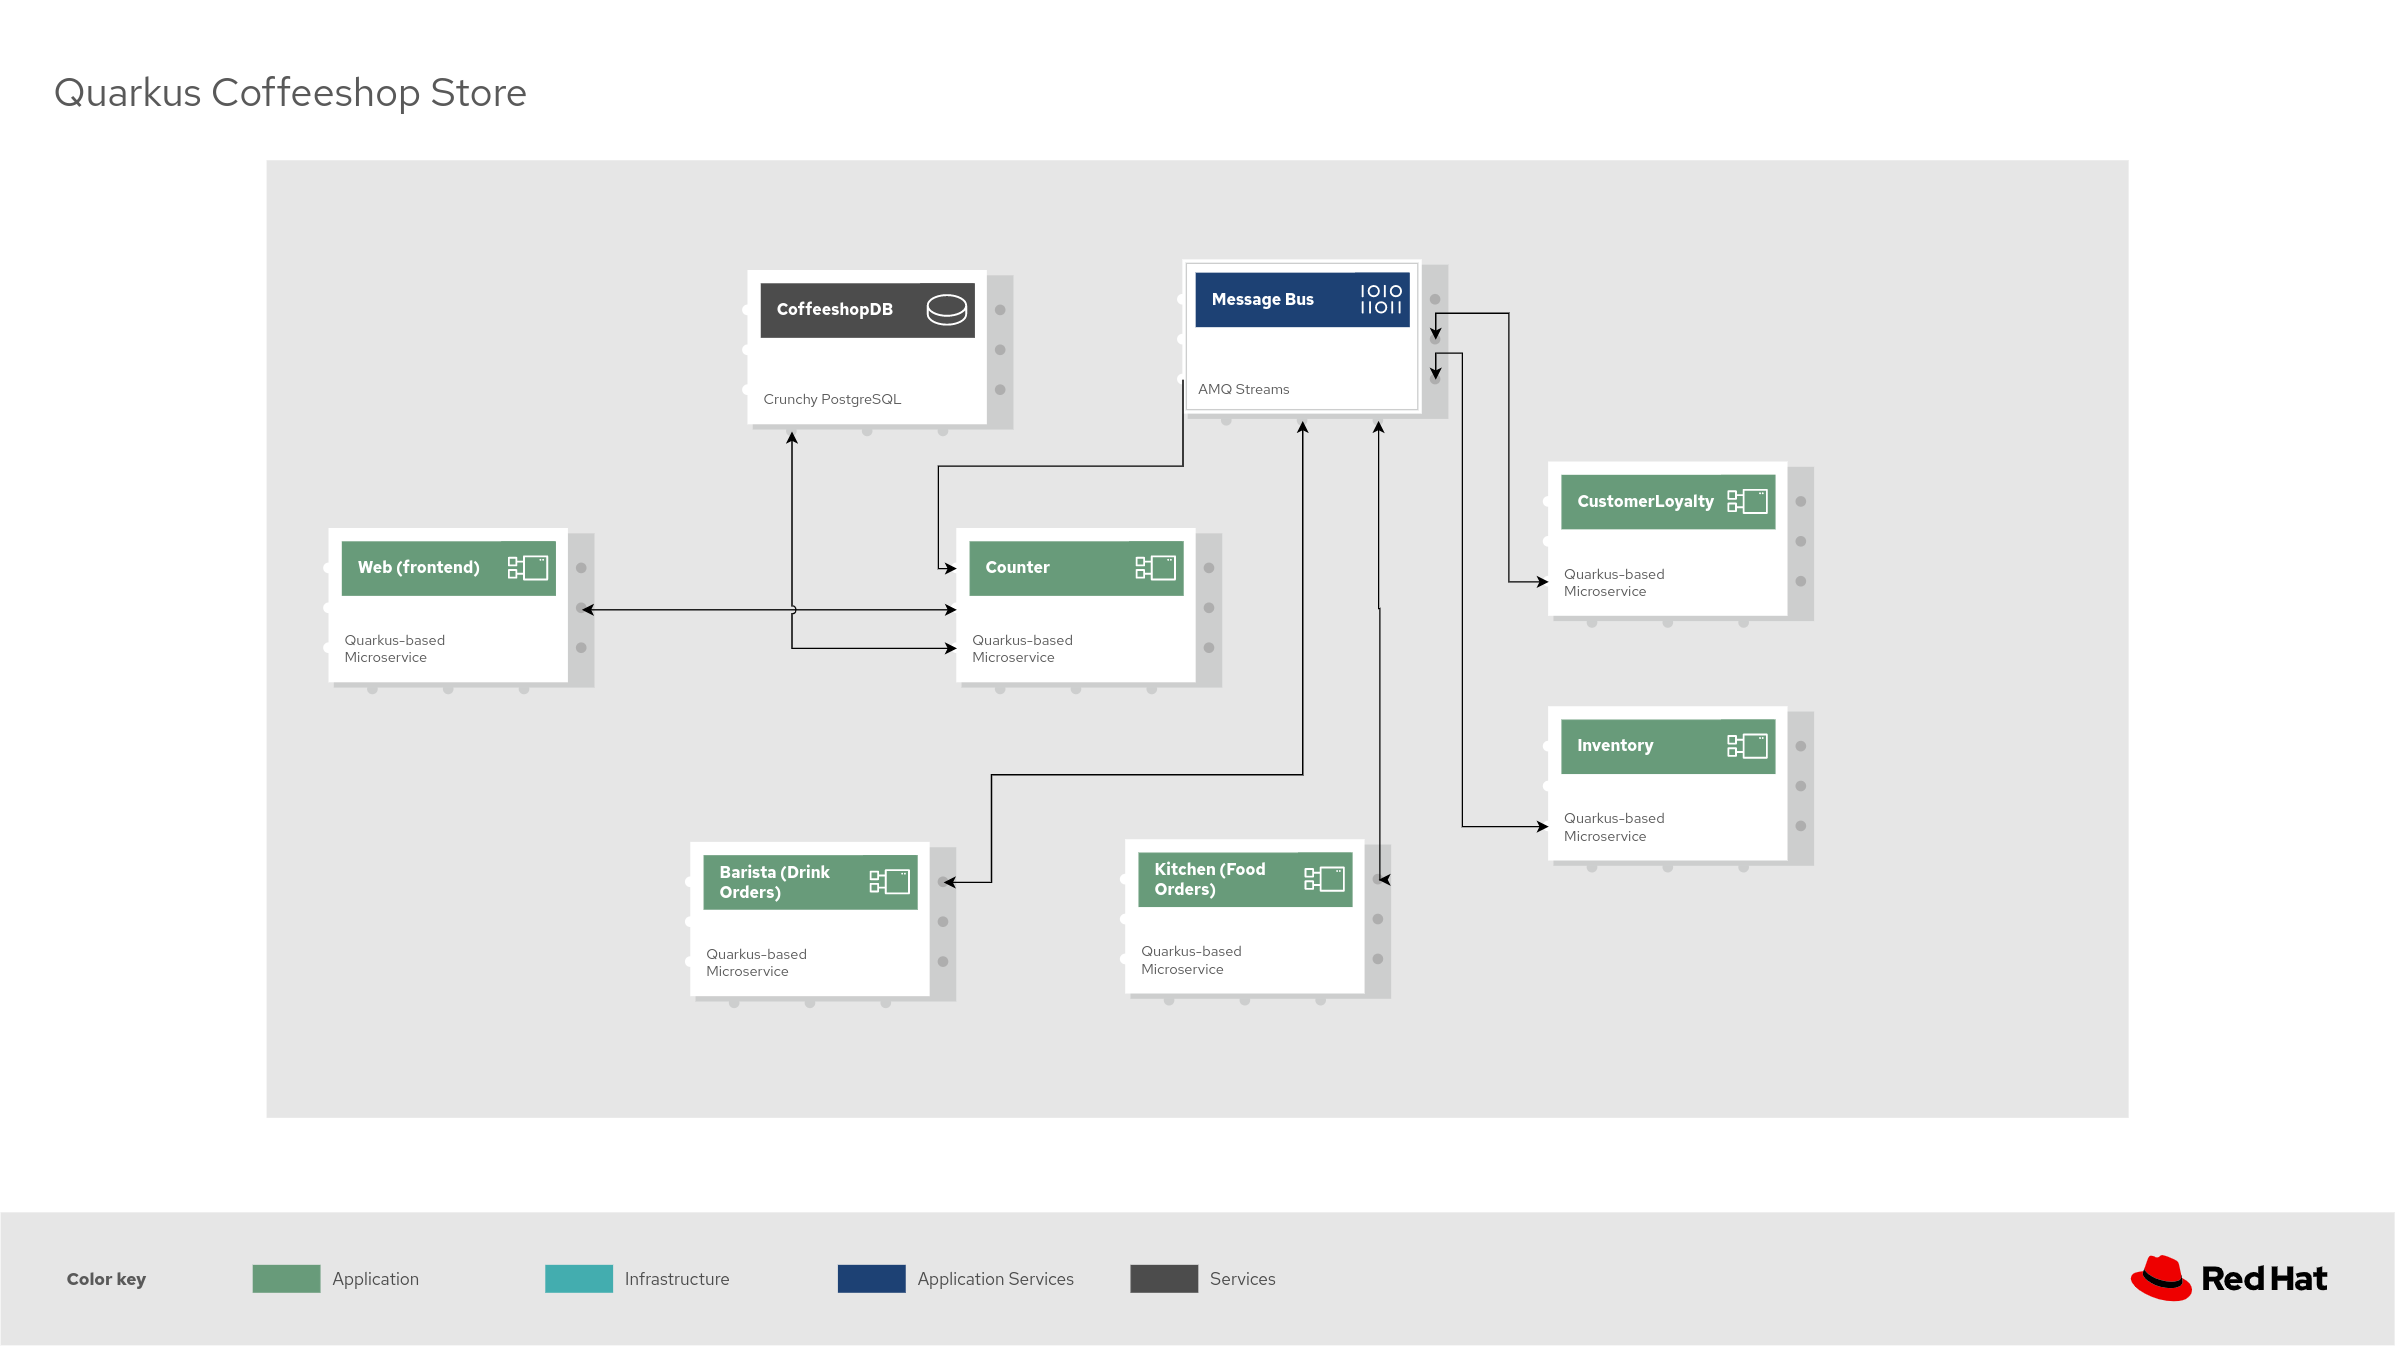 Quarkus Coffeeshop Store
CoffeeshopDB
Crunchy PostgreSQL
Message Bus
IOIO
IIOII
AMQ Streams
Web (frontend)
Quarkus-based
Microservice
Counter
Quarkus-based
Microservice
CustomerLoyalty
Quarkus-based
Microservice
Inventory
Quarkus-based
Microservice
Barista (Drink
Orders)
Quarkus-based
Microservice
Kitchen (Food
Orders)
Quarkus-based
Microservice
Color key
Application
Infrastructure
Application Services
Services
Red Hat